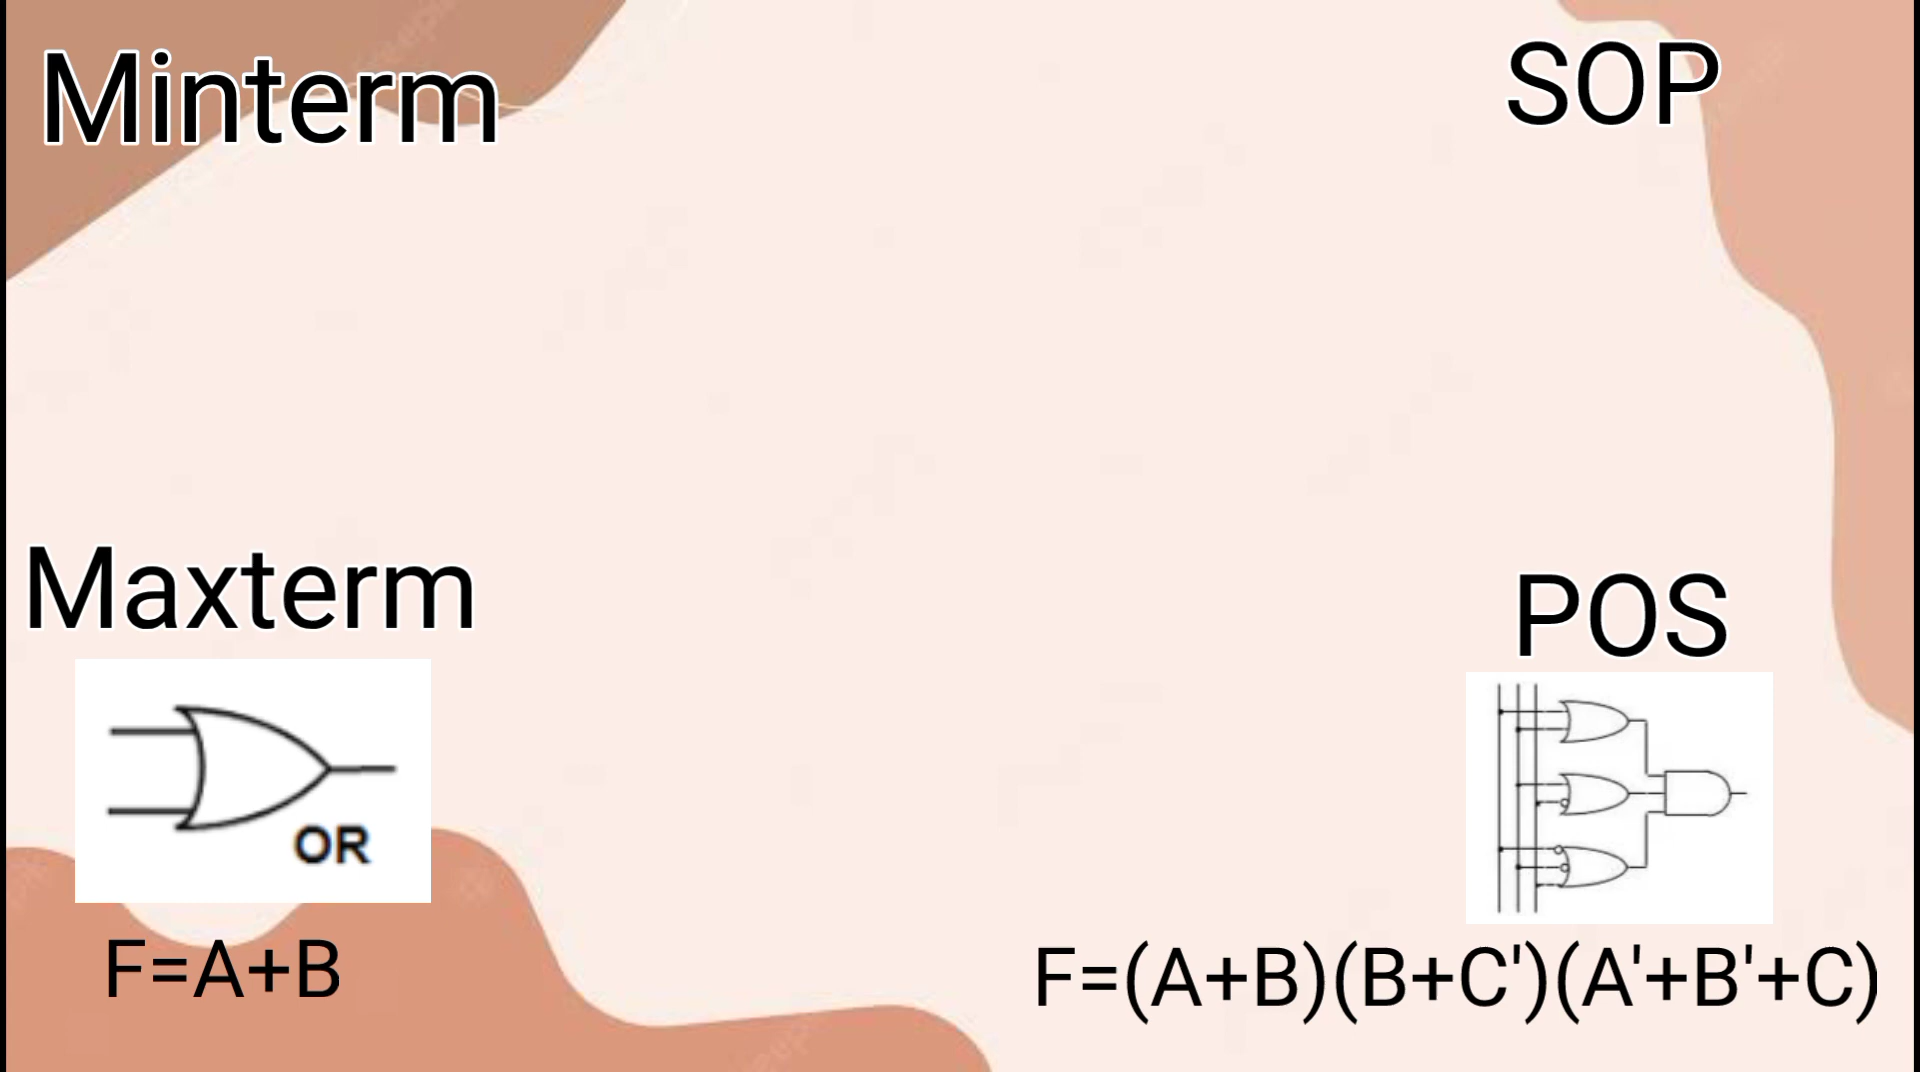 Minterm
SOP
Maxterm
POS
OR
F=A+B
F=(A+B)(B+C')(A'+B'+C)